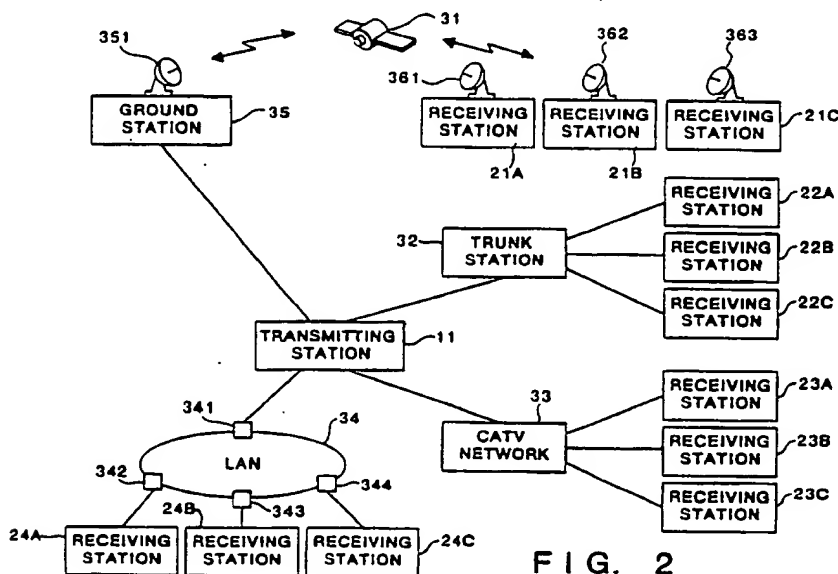 31
351
362
363
361
GROUND
STATION
35
RECEIVING
STATION
21A
RECEIVING
STATION
21B
RECEIVING
STATION
21C
RECEIVING
STATION
22A
32
TRUNK
STATION
RECEIVING
STATION
22B
RECEIVING
STATION
22C
TRANSMITTING
STATION
11
RECEIVING
STATION
23A
33
CATV
NETWORK
RECEIVING
STATION
23B
RECEIVING
STATION
23C
341
34
LAN
342
344
343
24A
RECEIVING
STATION
24B
RECEIVING
STATION
RECEIVING
STATION
24C
FIG. 2